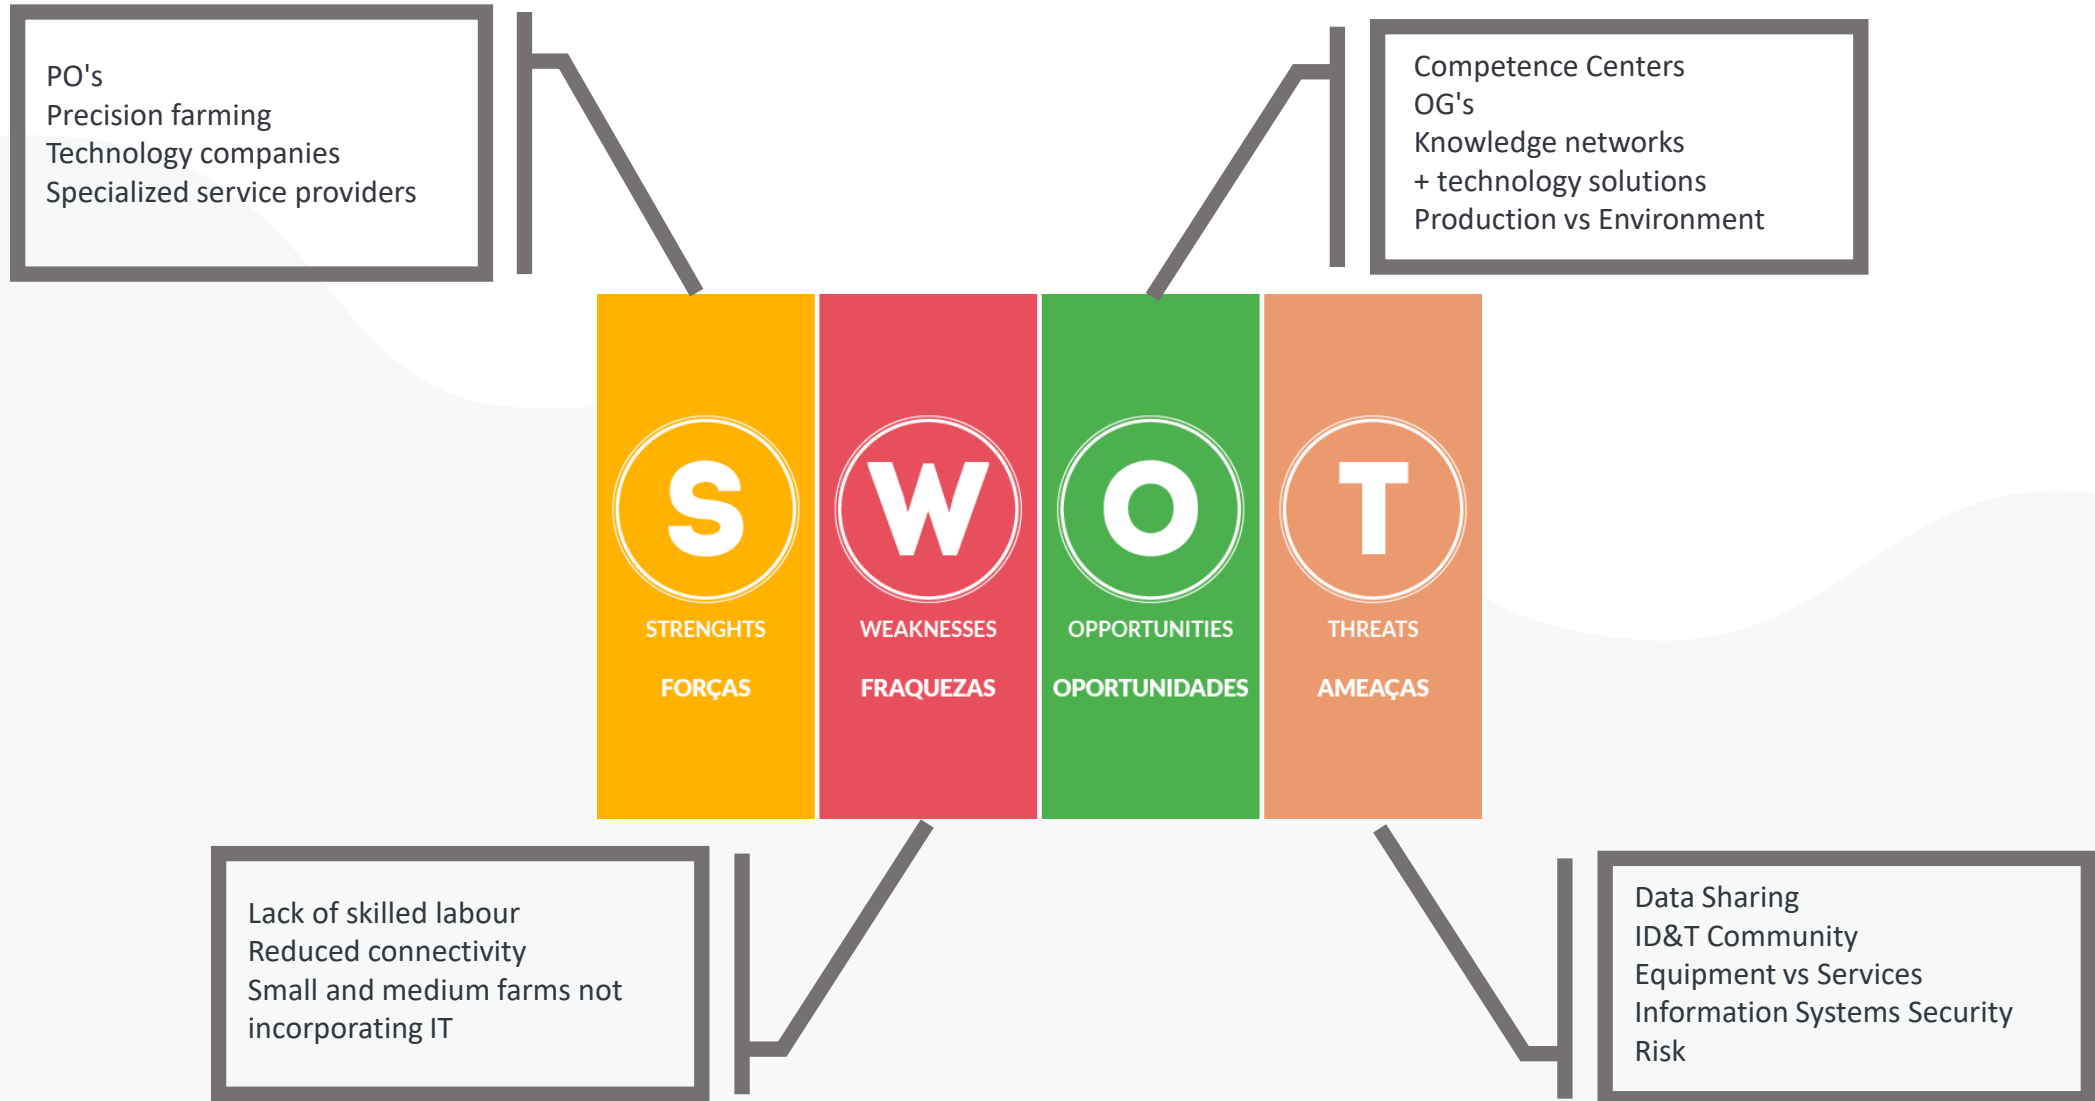 PO's
Precision farming
Technology companies
Specialized service providers
Competence Centers
OG's
Knowledge networks
+ technology solutions
Production vs Environment
S
STRENGHTS
FORÇAS
W
WEAKNESSES
FRAQUEZAS
O
OPPORTUNITIES
OPORTUNIDADES
T
THREATS
AMEAÇAS
Lack of skilled labour
Reduced connectivity
Small and medium farms not
incorporating IT
Data Sharing
ID&T Community
Equipment vs Services
Information Systems Security
Risk